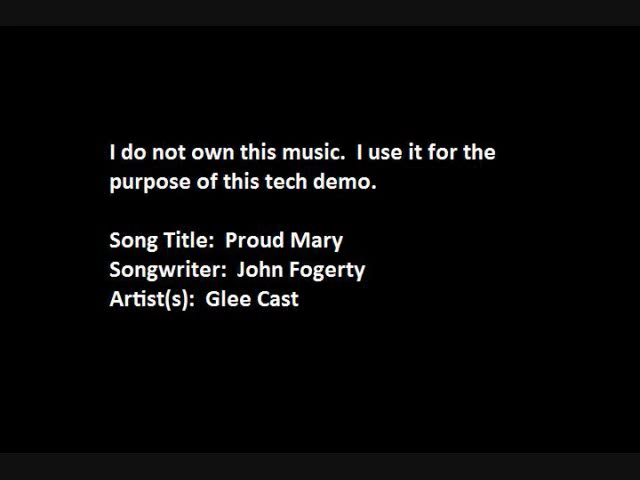 I do not own this music.  I use it for the
purpose of this tech demo.
Song Title:  Proud Mary
Songwriter:  John Fogerty
Artist(s):  Glee Cast